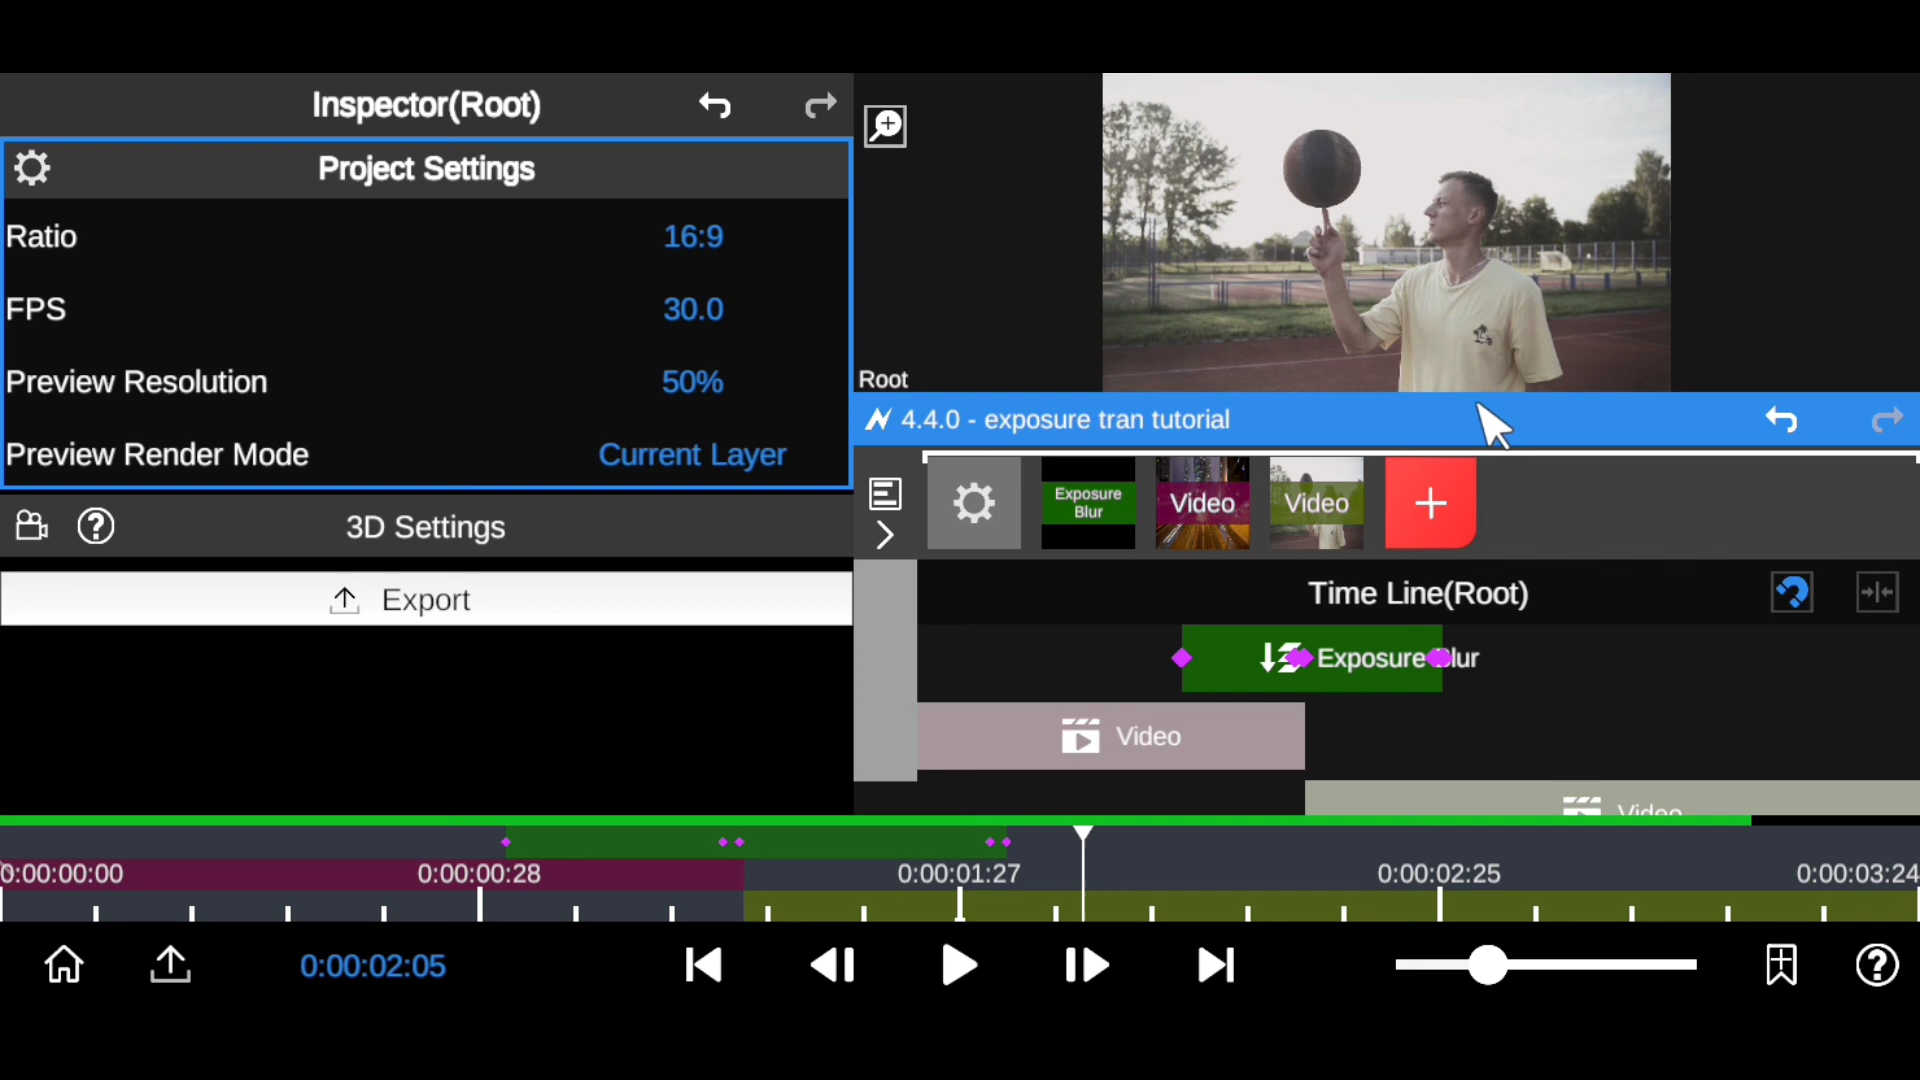 Inspector(Root)
Project Settings
Ratio 16:9
FPS 30.0
Preview Resolution 50%
Preview Render Mode Current Layer
3D Settings
Export
Root
4.4.0 - exposure tran tutorial
Exposure
Blur
Video
Video
Time Line(Root)
Exposure Blur
Video
Video
0:00:00:00 0:00:00:28 0:00:01:27 0:00:02:25 0:00:03:24
0:00:02:05